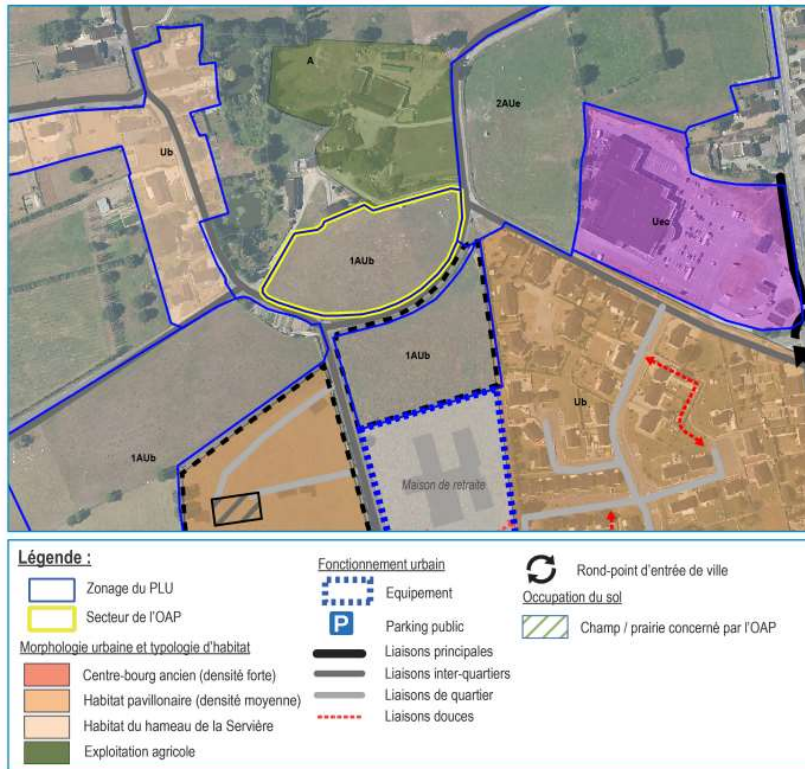 A
2AUe
Ub
Ueo
1AUb
1AUb
Ub
1AUb
Maison de retraite
Légende :
Zonage du PLU
Secteur de l'OAP
Morphologie urbaine et typologie d'habitat
Centre-bourg ancien (densité forte)
Habitat pavillonaire (densité moyenne)
Habitat du hameau de la Servière
Exploitation agricole
Fonctionnement urbain
Equipement
P
Parking public
Liaisons principales
Liaisons inter-quartiers
Liaisons de quartier
Liaisons douces
Rond-point d'entrée de ville
Occupation du sol
Champ / prairie concerné par l'OAP